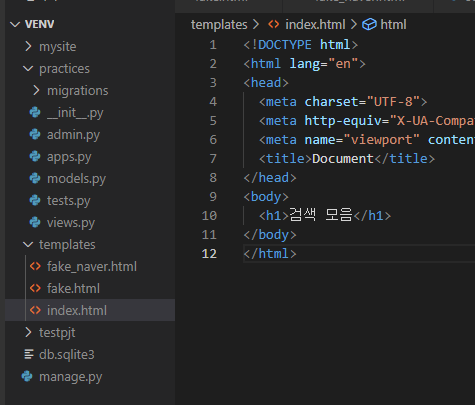 VENV
mysite
practices
migrations
__init__.py
admin.py
apps.py
models.py
tests.py
views.py
templates
fake_naver.html
fake.html
index.html
testpjt
db.sqlite3
manage.py
templates > index.html > html
1 <!DOCTYPE html>
2 <html lang="en">
3 <head>
4 <meta charset="UTF-8">
5 <meta http-equiv="X-UA-Compa
6 <meta name="viewport" conten
7 <title>Document</title>
8 </head>
9 <body>
10 <h1>검색 모음</h1>
11 </body>
12 </html>